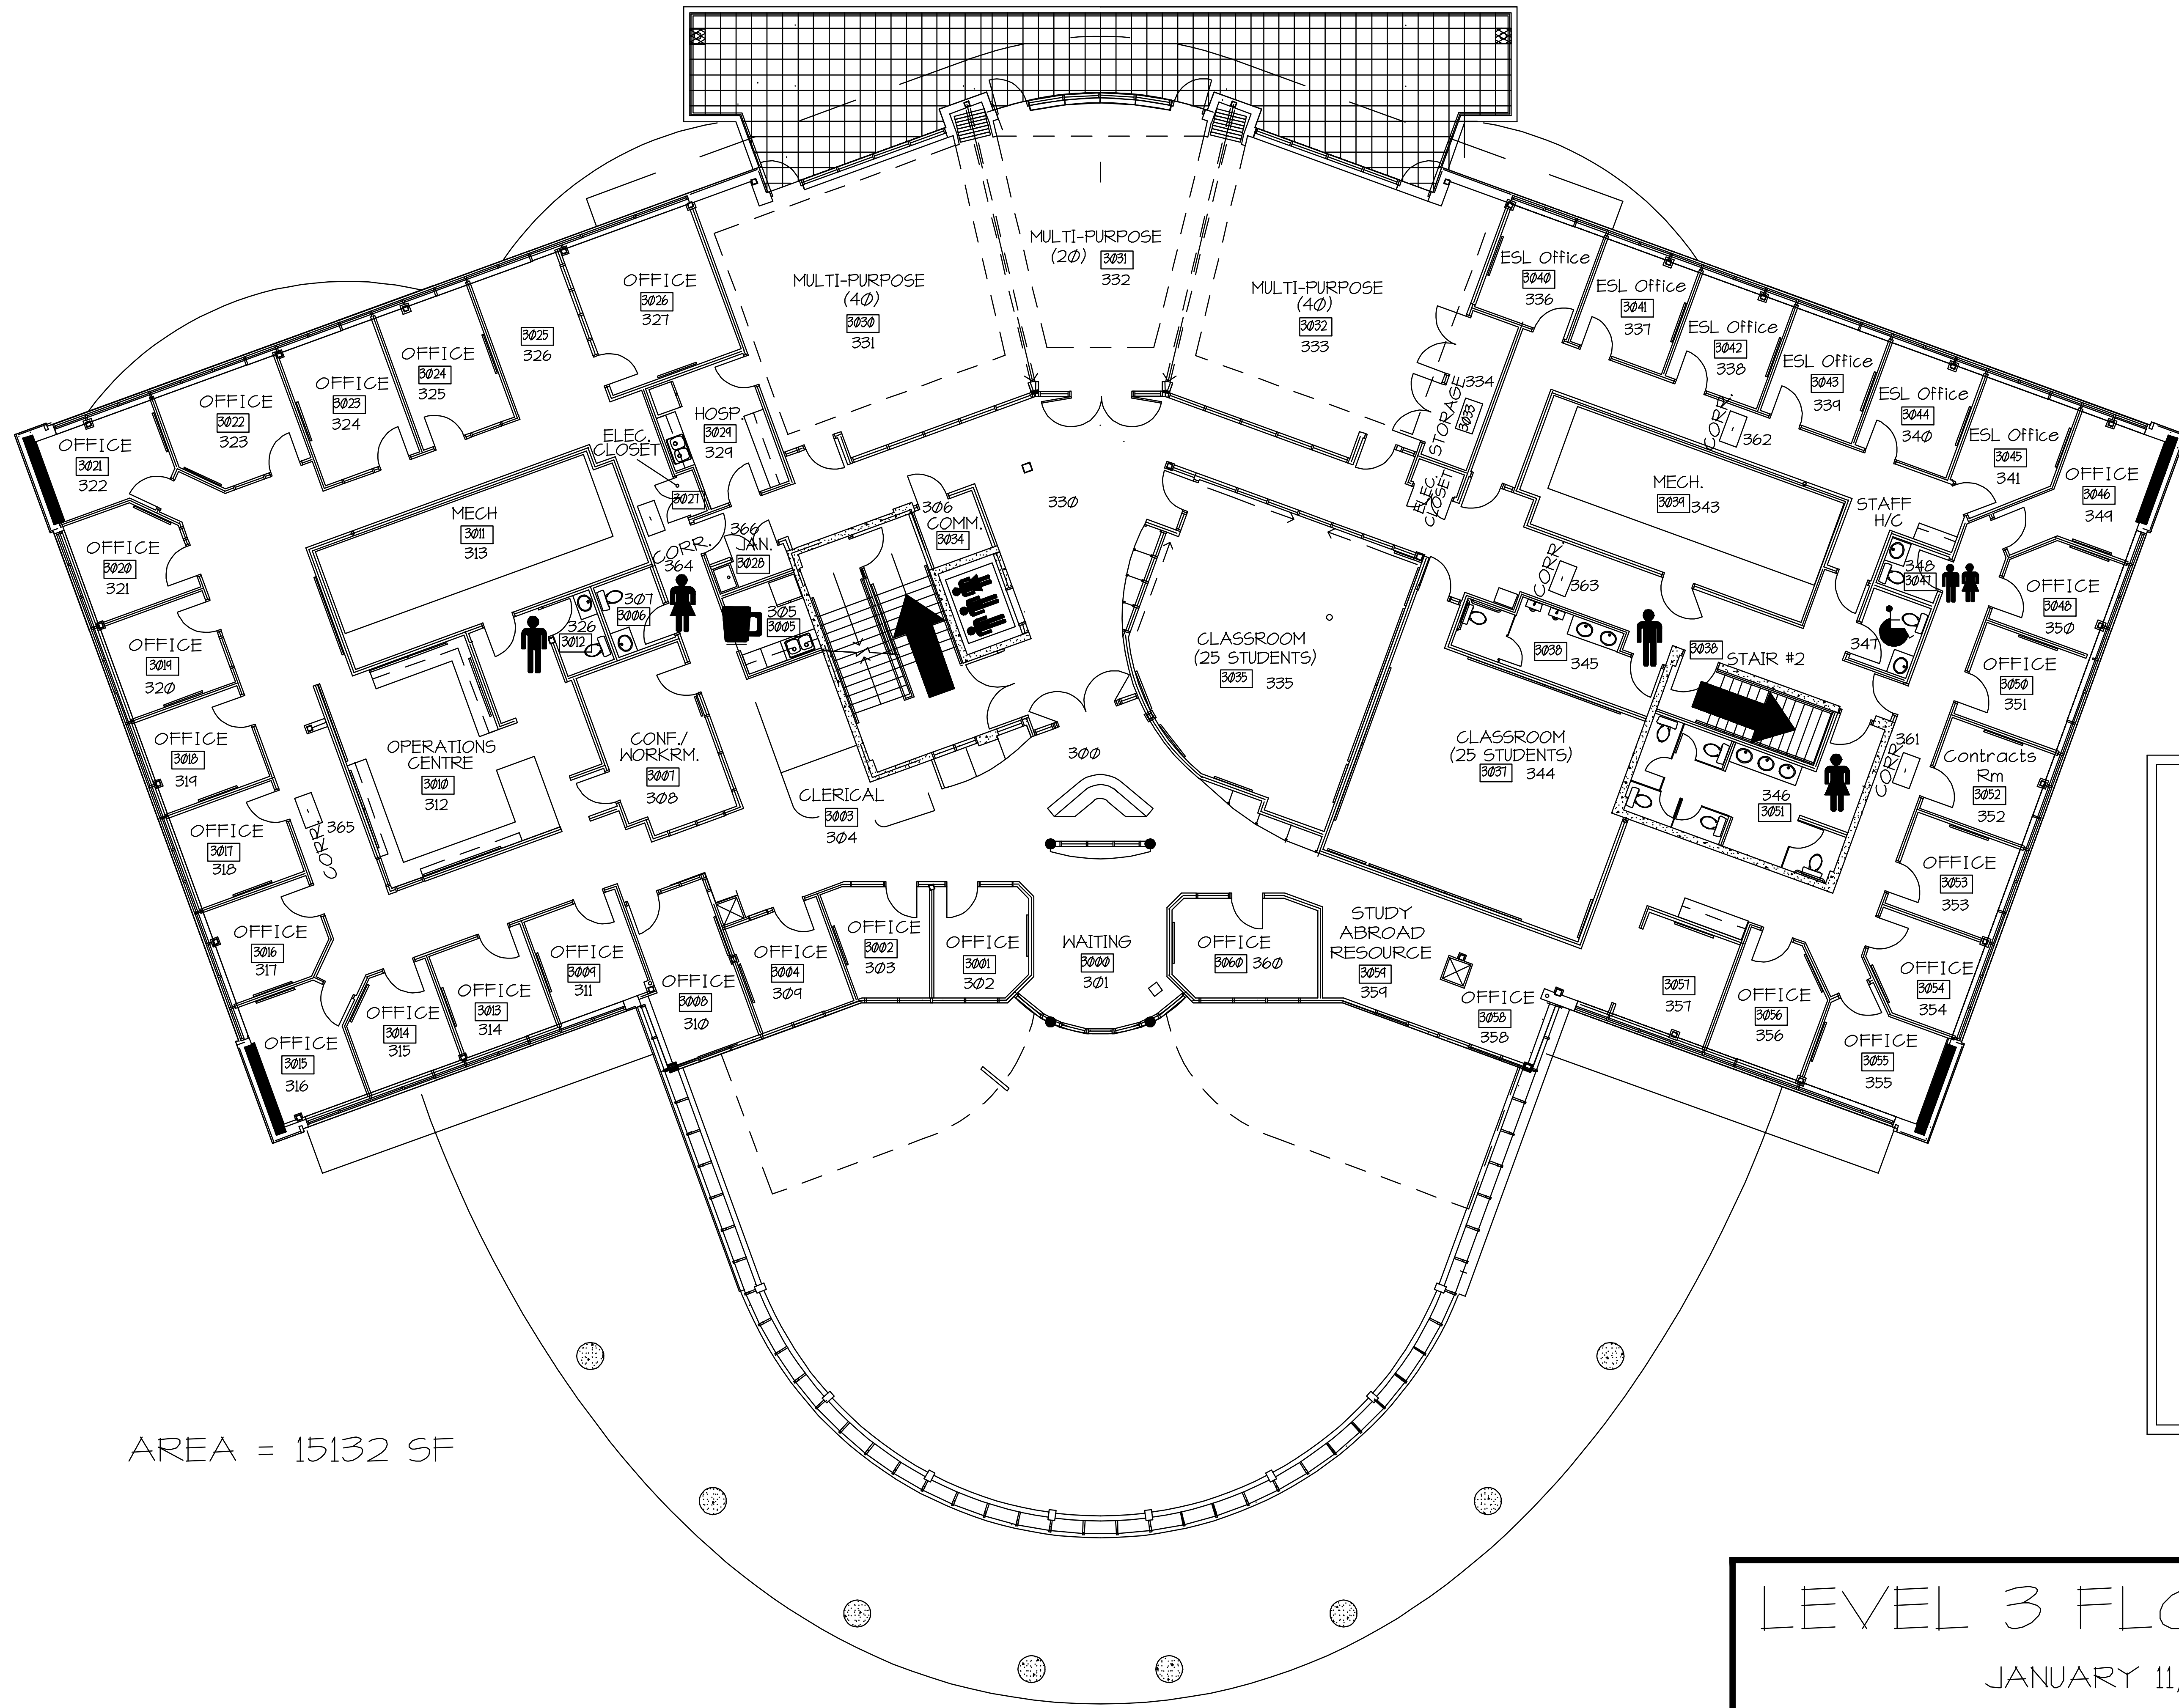 MULTI-PURPOSE
(20) 3031
332
MULTI-PURPOSE
(40)
3030
331
MULTI-PURPOSE
(40)
3032
333
OFFICE
3026
327
3025
326
OFFICE
3024
325
OFFICE
3023
324
OFFICE
3022
323
OFFICE
3021
322
OFFICE
3020
321
OFFICE
3019
320
OFFICE
3018
319
OFFICE
3017
318
OFFICE
3016
317
OFFICE
3015
316
OFFICE
3014
315
OFFICE
3013
314
OFFICE
3009
311
OFFICE
3008
310
OFFICE
3004
309
OFFICE
3002
303
OFFICE
3001
302
WAITING
3000
301
OFFICE
3060 360
STUDY
ABROAD
RESOURCE
3059
359
OFFICE
3058
358
3057
357
OFFICE
3056
356
OFFICE
3055
355
OFFICE
3054
354
OFFICE
3053
353
Contracts
Rm
3052
352
OFFICE
3050
351
OFFICE
3048
350
OFFICE
3046
349
ESL Office
3045
341
ESL Office
3044
340
ESL Office
3043
339
ESL Office
3042
338
ESL Office
3041
337
ESL Office
3040
336
STORAGE 334
3033
ELEC.
CLOSET
CORR. 362
MECH.
3039 343
STAFF
H/C
348
3047
347
CORR. 363
3038 345
3038
STAIR #2
346
3051
361
CORR.
CLASSROOM
(25 STUDENTS)
3035 335
CLASSROOM
(25 STUDENTS)
3037 344
330
300
306
COMM.
3034
HOSP.
3029
329
ELEC.
CLOSET
3027
366
JAN.
3028
CORR.
364
305
3005
307
3006
326
3012
MECH
3011
313
OPERATIONS
CENTRE
3010
312
CONF./
WORKRM.
3007
308
CLERICAL
3003
304
CORR. 365
AREA = 15132 SF
LEVEL 3 FLO
JANUARY 11,